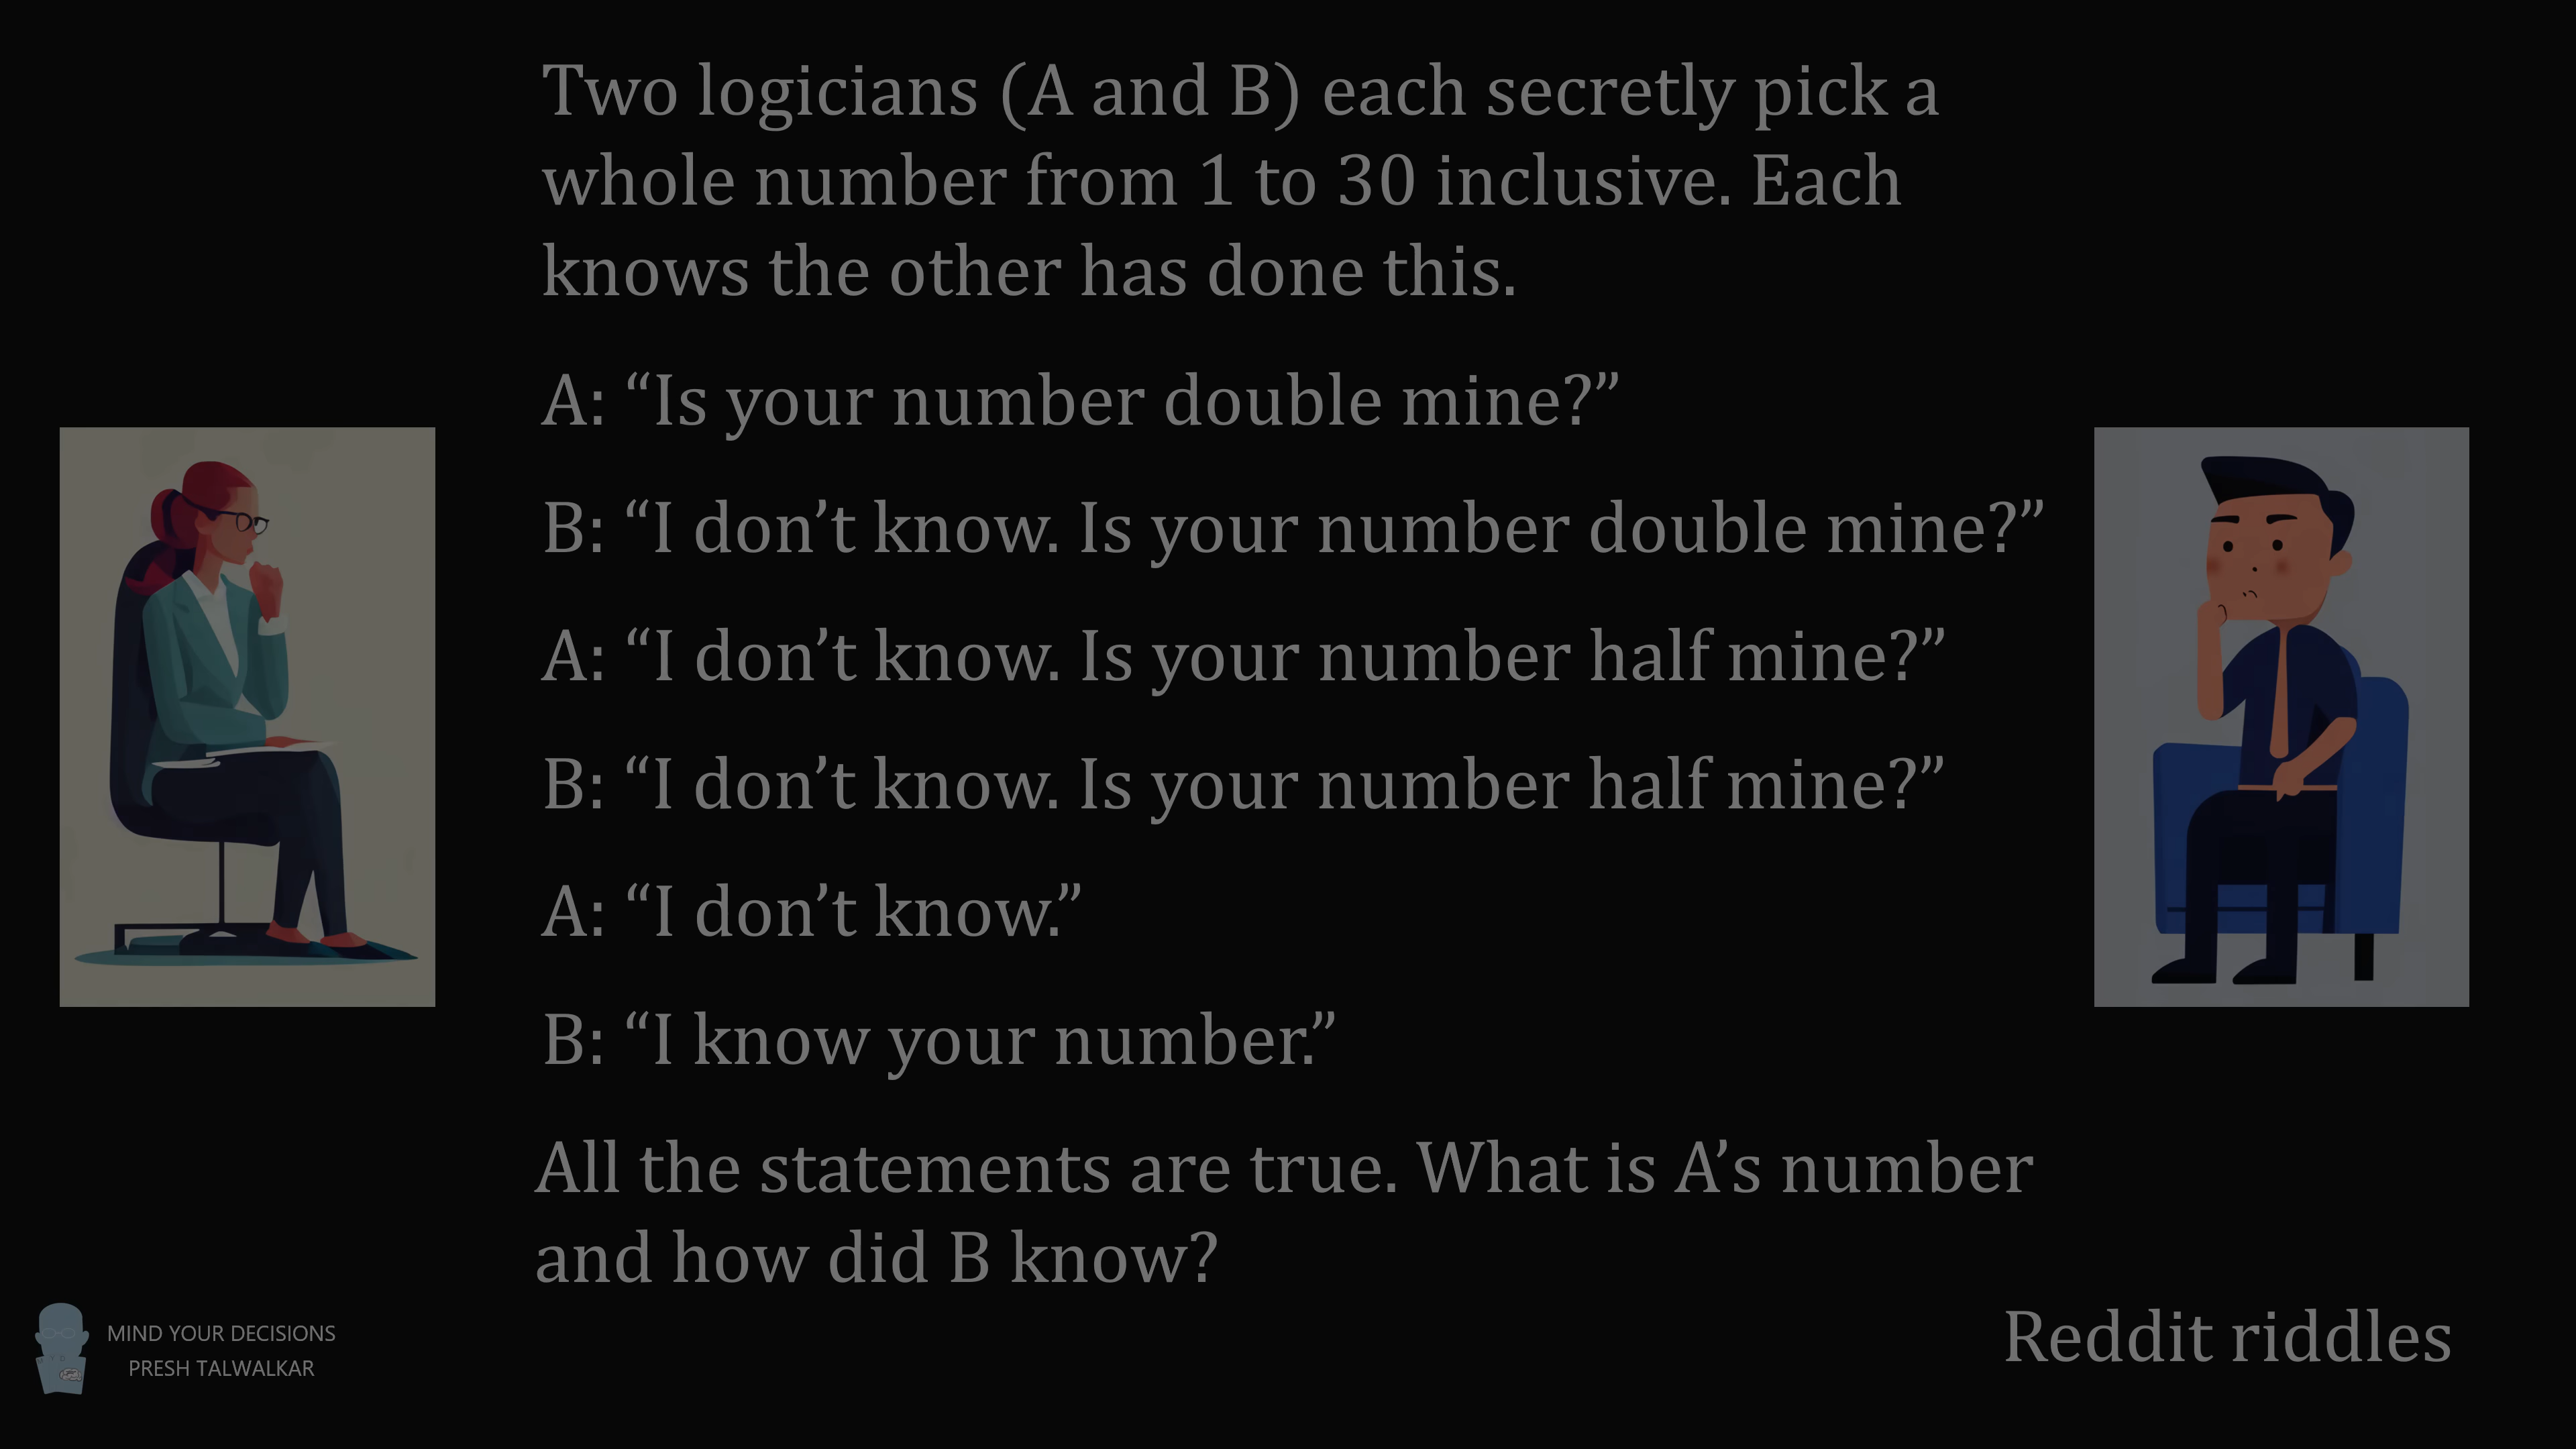 Two logicians (A and B) each secretly pick a
whole number from 1 to 30 inclusive. Each
knows the other has done this.
A: “Is your number double mine?”
B: “I don’t know. Is your number double mine?”
A: “I don’t know. Is your number half mine?”
B: “I don’t know. Is your number half mine?”
A: “I don’t know.”
B: “I know your number.”
All the statements are true. What is A’s number
and how did B know?
MIND YOUR DECISIONS
PRESH TALWALKAR
Reddit riddles